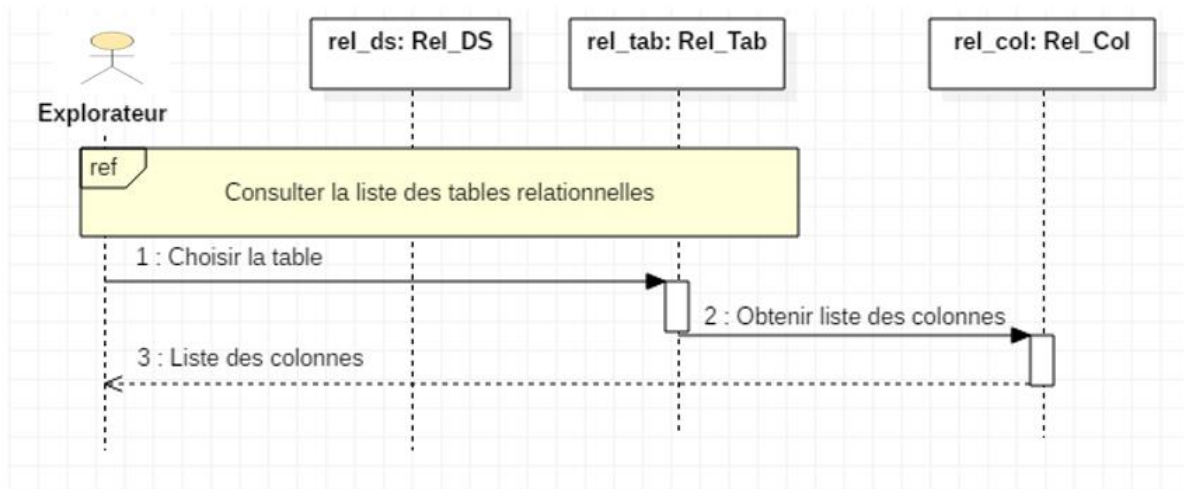 rel_ds: Rel_DS
rel_tab: Rel_Tab
rel_col: Rel_Col
Explorateur
ref
Consulter la liste des tables relationnelles
1 : Choisir la table
2 : Obtenir liste des colonnes
3 : Liste des colonnes